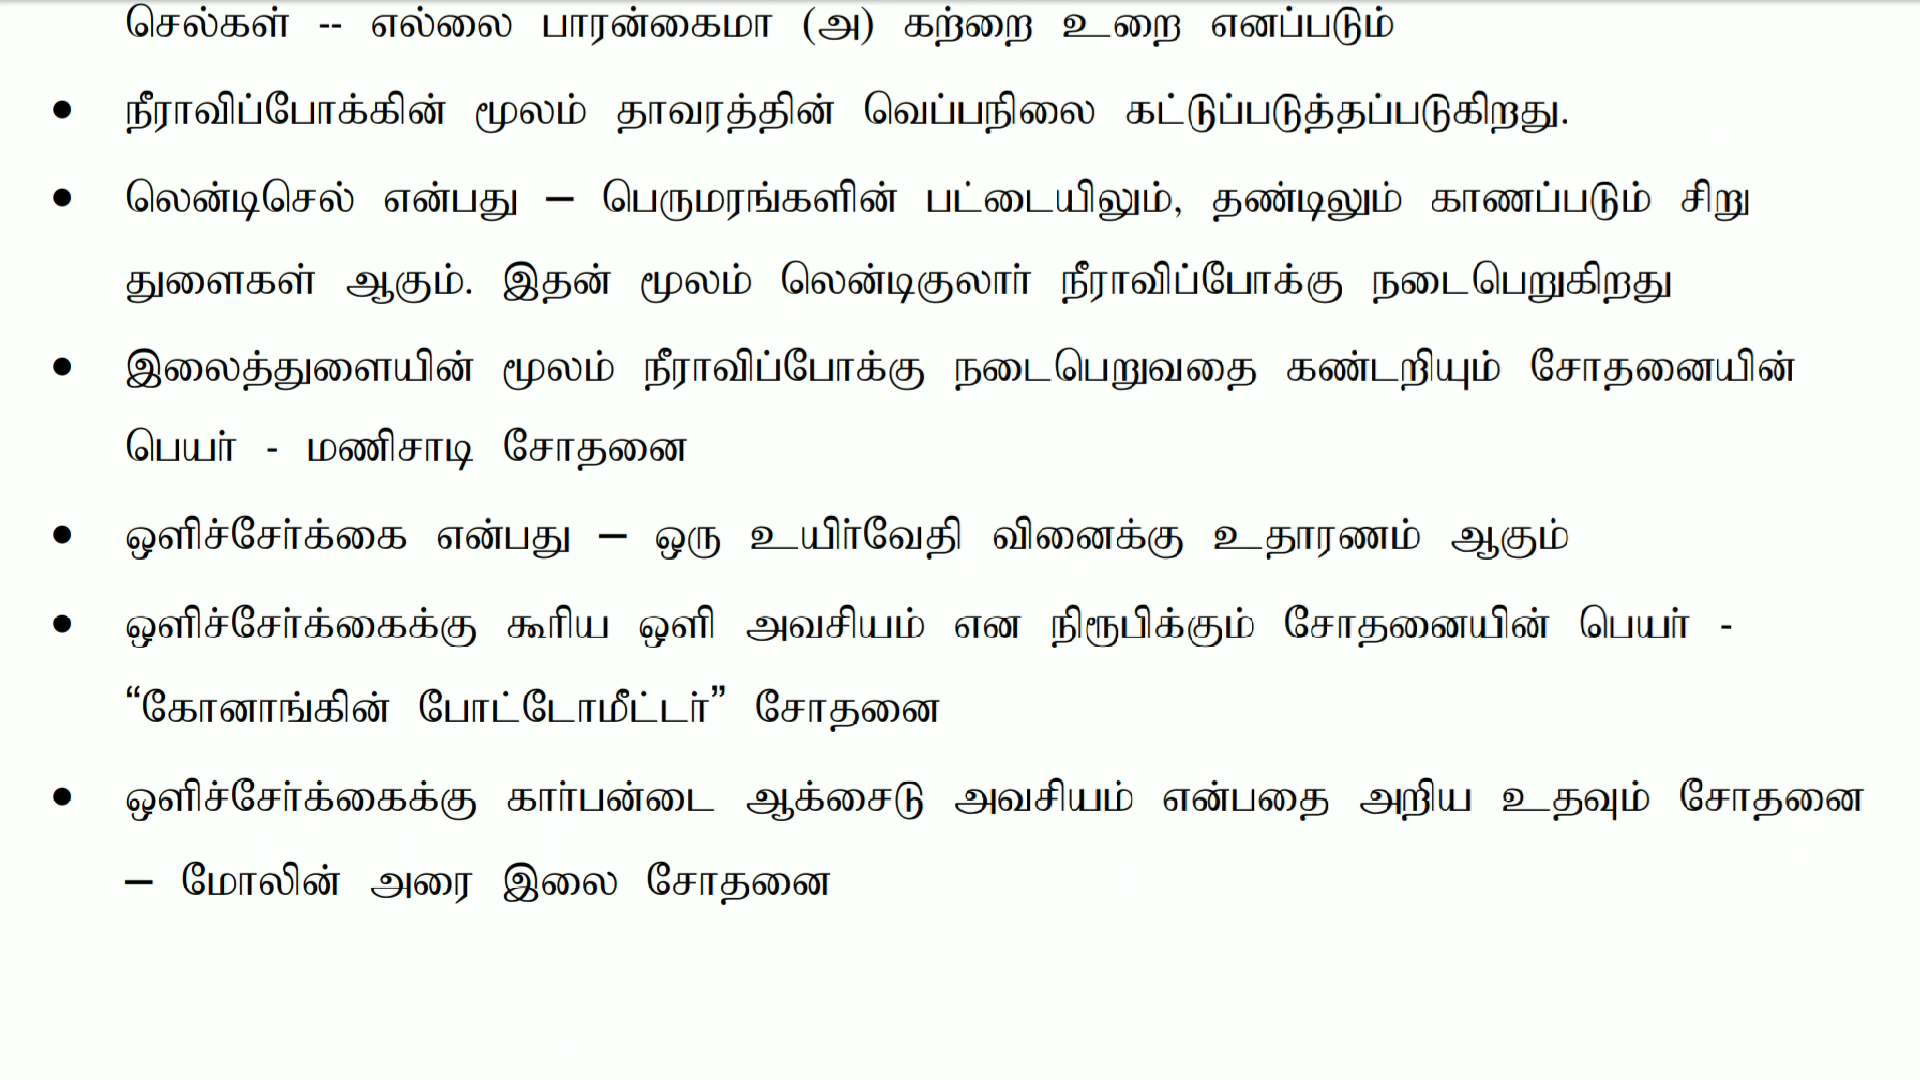 செல்கள் -- எல்லை பாரன்கைமா (அ) கற்றை உறை எனப்படும்
● நீராவிப்போக்கின் மூலம் தாவரத்தின் வெப்பநிலை கட்டுப்படுத்தப்படுகிறது.
● லென்டிசெல் என்பது – பெருமரங்களின் பட்டையிலும், தண்டிலும் காணப்படும் சிறு
துளைகள் ஆகும். இதன் மூலம் லென்டிகுலார் நீராவிப்போக்கு நடைபெறுகிறது
● இலைத்துளையின் மூலம் நீராவிப்போக்கு நடைபெறுவதை கண்டறியும் சோதனையின்
பெயர் - மணிசாடி சோதனை
● ஒளிச்சேர்க்கை என்பது – ஒரு உயிர்வேதி வினைக்கு உதாரணம் ஆகும்
● ஒளிச்சேர்க்கைக்கு கூரிய ஒளி அவசியம் என நிரூபிக்கும் சோதனையின் பெயர் -
“கோனாங்கின் போட்டோமீட்டர்” சோதனை
● ஒளிச்சேர்க்கைக்கு கார்பன்டை ஆக்சைடு அவசியம் என்பதை அறிய உதவும் சோதனை
– மோலின் அரை இலை சோதனை